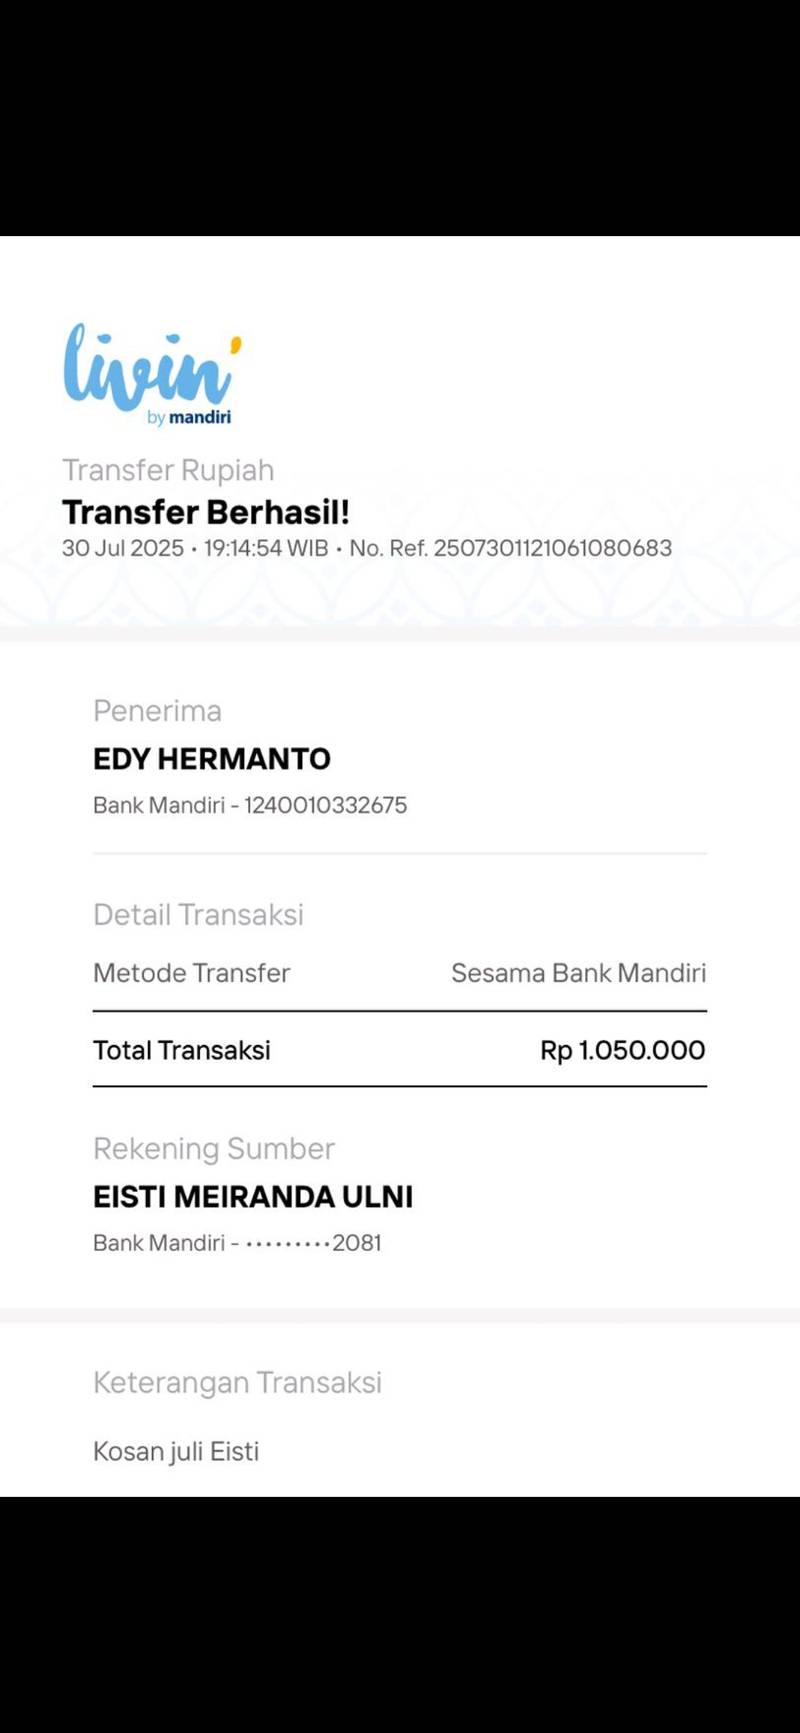 livin'
by mandiri
Transfer Rupiah
Transfer Berhasil!
30 Jul 2025 • 19:14:54 WIB • No. Ref. 2507301121061080683
Penerima
EDY HERMANTO
Bank Mandiri - 1240010332675
Detail Transaksi
Metode Transfer Sesama Bank Mandiri
Total Transaksi Rp 1.050.000
Rekening Sumber
EISTI MEIRANDA ULNI
Bank Mandiri - •••••••••2081
Keterangan Transaksi
Kosan juli Eisti